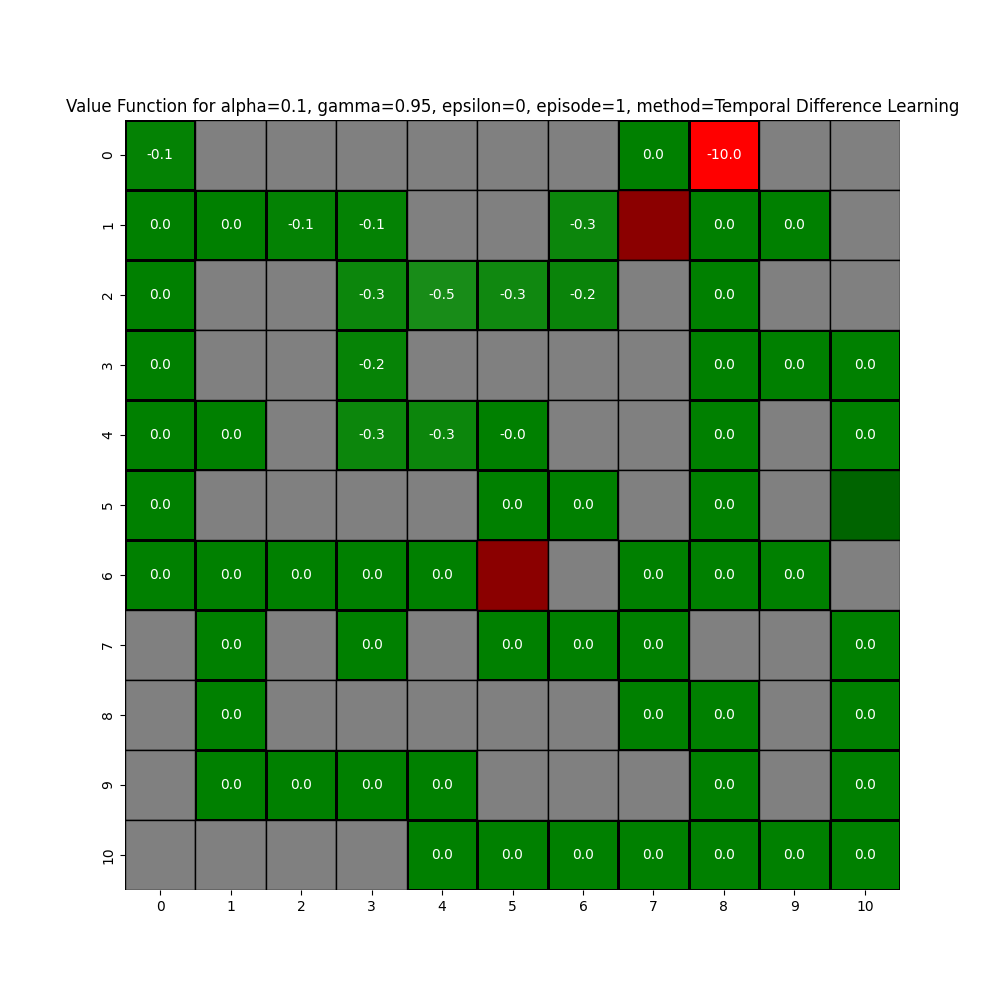 Value Function for alpha=0.1, gamma=0.95, epsilon=0, episode=1, method=Temporal Difference Learning
0 -0.1 0.0 -10.0
1 0.0 0.0 -0.1 -0.1 -0.3 0.0 0.0
2 0.0 -0.3 -0.5 -0.3 -0.2 0.0
3 0.0 -0.2 0.0 0.0 0.0
4 0.0 0.0 -0.3 -0.3 -0.0 0.0 0.0
5 0.0 0.0 0.0 0.0
6 0.0 0.0 0.0 0.0 0.0 0.0 0.0 0.0
7 0.0 0.0 0.0 0.0 0.0 0.0
8 0.0 0.0 0.0 0.0
9 0.0 0.0 0.0 0.0 0.0 0.0
10 0.0 0.0 0.0 0.0 0.0 0.0 0.0
0 1 2 3 4 5 6 7 8 9 10